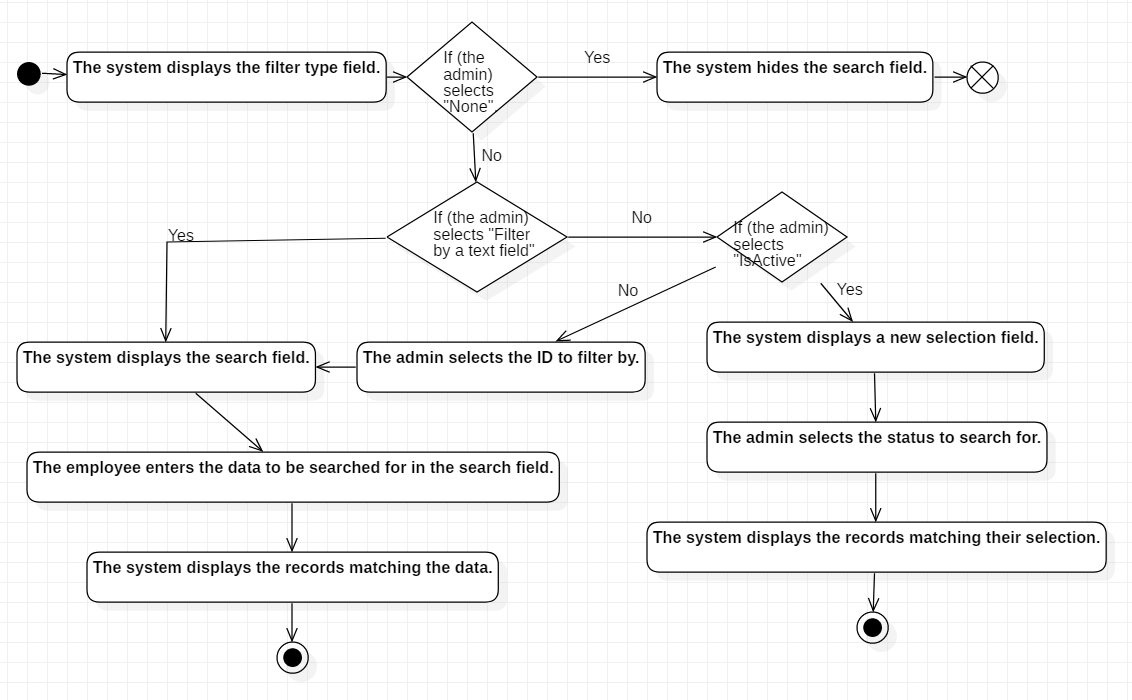 The system displays the filter type field.
If (the
admin)
selects
"None"
Yes
The system hides the search field.
No
If (the admin)
selects "Filter
by a text field"
Yes
No
If (the admin)
selects
"IsActive"
No
Yes
The system displays a new selection field.
The system displays the search field.
The admin selects the ID to filter by.
The admin selects the status to search for.
The employee enters the data to be searched for in the search field.
The system displays the records matching their selection.
The system displays the records matching the data.